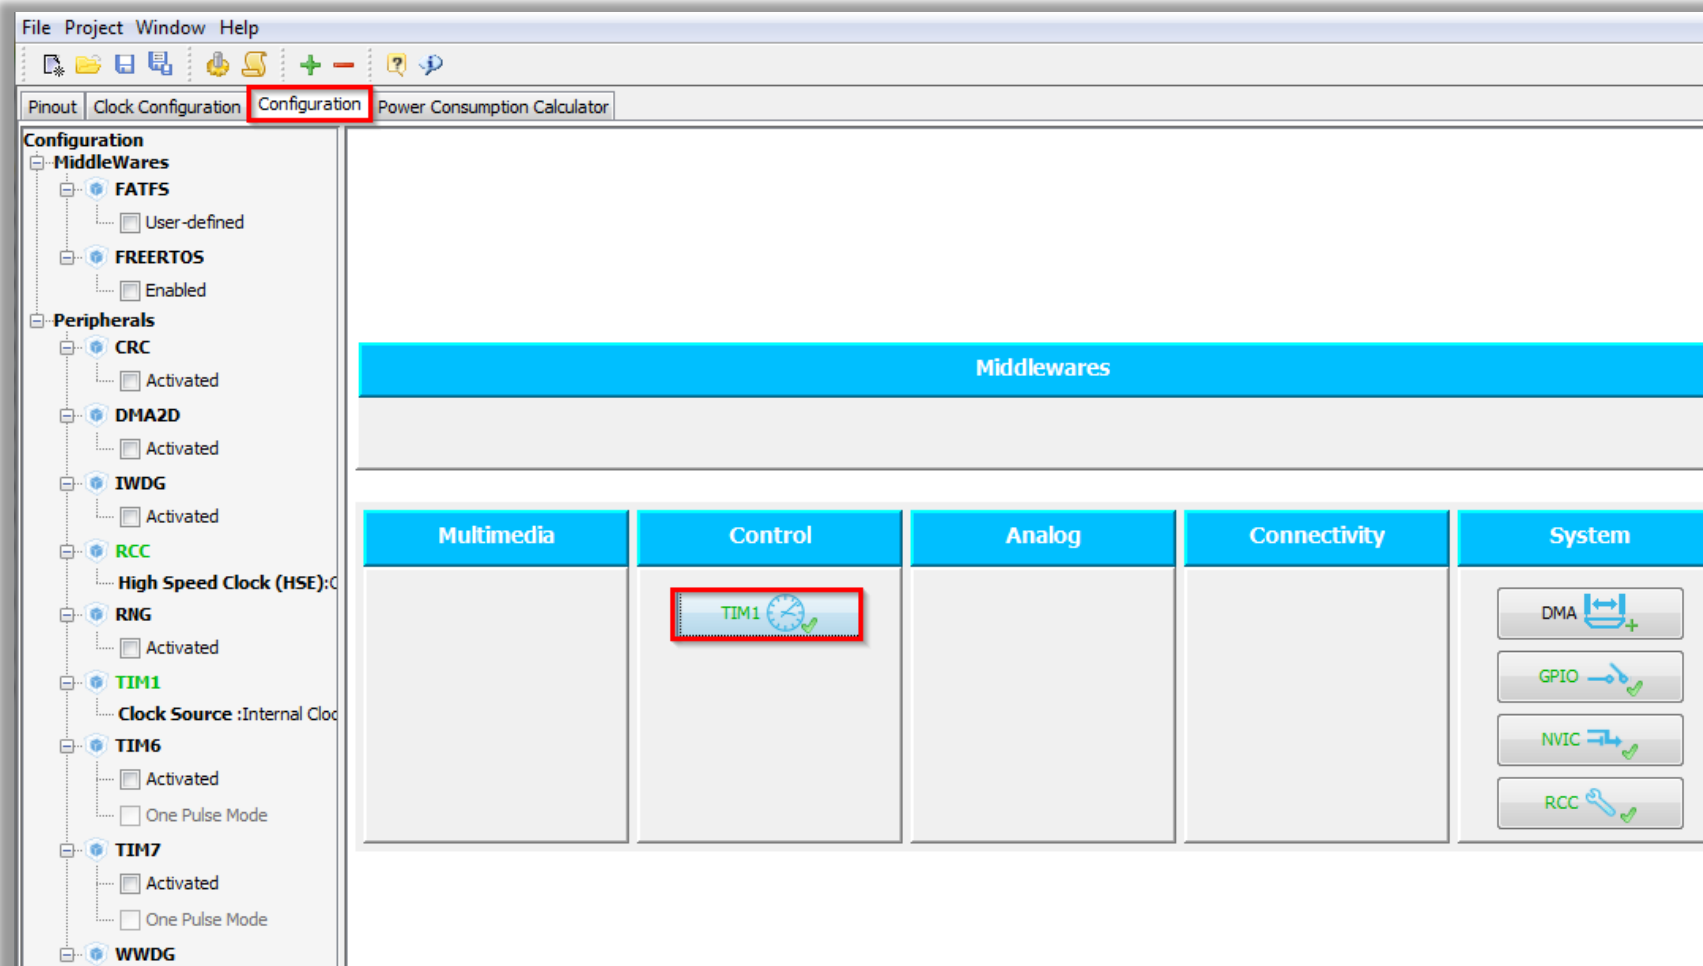 File Project Window Help
Pinout Clock Configuration Configuration Power Consumption Calculator
Configuration
MiddleWares
FATFS
User-defined
FREERTOS
Enabled
Peripherals
CRC
Activated
DMA2D
Activated
IWDG
Activated
RCC
High Speed Clock (HSE):
RNG
Activated
TIM1
Clock Source :Internal Cloc
TIM6
Activated
One Pulse Mode
TIM7
Activated
One Pulse Mode
WWDG
Middlewares
Multimedia Control Analog Connectivity System
TIM1
DMA
GPIO
NVIC
RCC